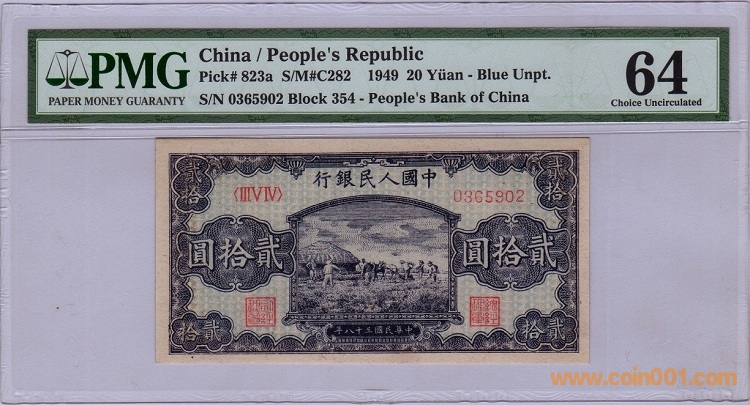 PMG
PAPER MONEY GUARANTY
China / People's Republic
Pick# 823a S/M#C282 1949 20 Yüan - Blue Unpt.
S/N 0365902 Block 354 - People's Bank of China
64
Choice Uncirculated
中國人民銀行
貳拾
貳拾
〈ⅢⅤⅣ〉
0365902
貳拾圓
貳拾圓
貳拾
貳拾
中華民國三十八年
www.coin001.com